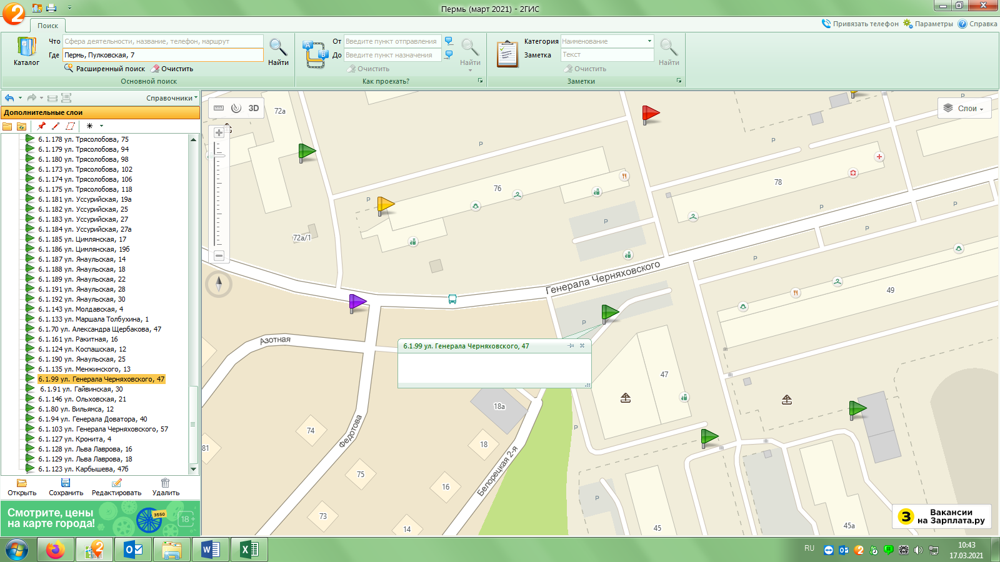 Пермь (март 2021) - 2ГИС
Поиск
Привязать телефон
Параметры
Справка
Каталог
Что
Сфера деятельности, название, телефон, маршрут
Где
Пермь, Пулковская, 7
Расширенный поиск
Очистить
Найти
Основной поиск
A
B
От
Введите пункт отправления
До
Введите пункт назначения
Очистить
Найти
Как проехать?
Категория
Наименование
Заметка
Текст
Очистить
Найти
Заметки
Справочники
Дополнительные слои
6.1.178 ул. Трясолобова, 75
6.1.179 ул. Трясолобова, 94
6.1.180 ул. Трясолобова, 98
6.1.173 ул. Трясолобова, 102
6.1.174 ул. Трясолобова, 106
6.1.175 ул. Трясолобова, 118
6.1.181 ул. Уссурийская, 19а
6.1.182 ул. Уссурийская, 25
6.1.183 ул. Уссурийская, 27
6.1.184 ул. Уссурийская, 27а
6.1.185 ул. Цимлянская, 17
6.1.186 ул. Цимлянская, 19б
6.1.187 ул. Янаульская, 14
6.1.188 ул. Янаульская, 18
6.1.189 ул. Янаульская, 22
6.1.191 ул. Янаульская, 28
6.1.192 ул. Янаульская, 30
6.1.143 ул. Молдавская, 4
6.1.133 ул. Маршала Толбухина, 1
6.1.70 ул. Александра Щербакова, 47
6.1.161 ул. Ракитная, 16
6.1.124 ул. Коспашская, 12
6.1.190 ул. Янаульская, 25
6.1.135 ул. Менжинского, 13
6.1.99 ул. Генерала Черняховского, 47
6.1.91 ул. Гайвинская, 30
6.1.146 ул. Ольховская, 21
6.1.80 ул. Вильямса, 12
6.1.94 ул. Генерала Доватора, 40
6.1.103 ул. Генерала Черняховского, 57
6.1.127 ул. Кронита, 4
6.1.128 ул. Льва Лаврова, 16
6.1.129 ул. Льва Лаврова, 18
6.1.123 ул. Карбышева, 47б
Открыть
Сохранить
Редактировать
Удалить
Смотрите, цены
на карте города!
3550
18+
3D
Слои
72а
P
P
P
76
78
P
P
P
P
72а/1
P
P
Генерала Черняховского
49
P
Азотная
6.1.99 ул. Генерала Черняховского, 47
47
18а
P
74
Федотова
81
18
Белорецкая 2-я
75
16
P
73
14
45
45а
З
Вакансии
на Зарплата.ру
RU
10:43
17.03.2021